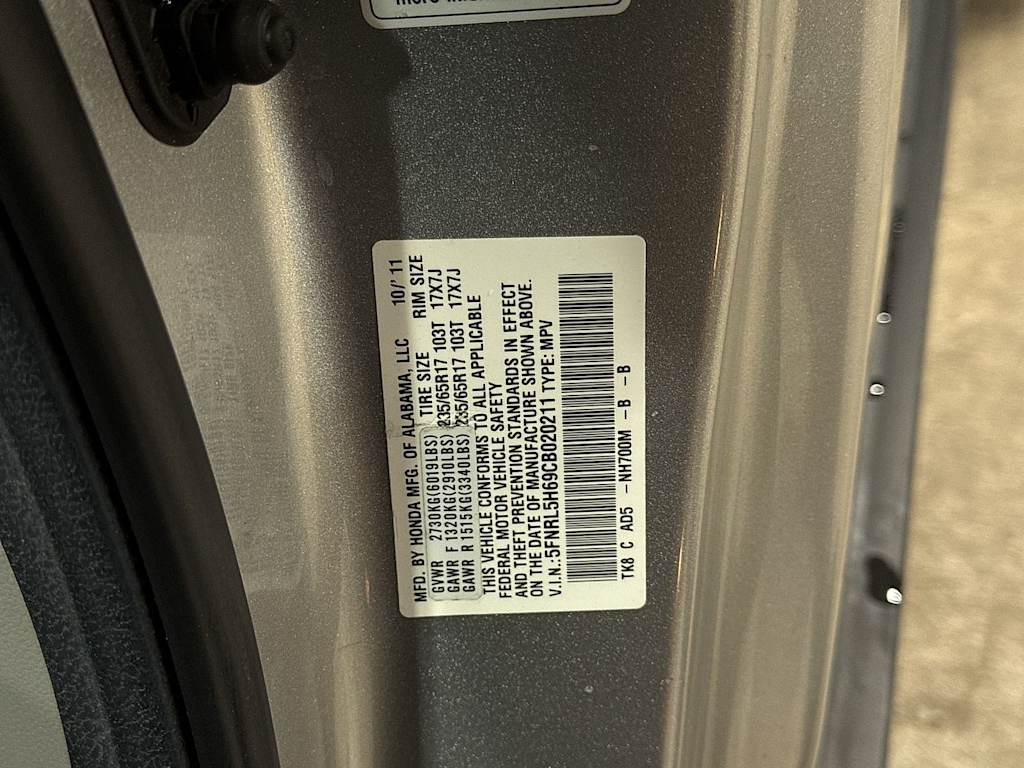 MFD. BY HONDA MFG. OF ALABAMA, LLC 10/'11
TIRE SIZE RIM SIZE
GVWR 2730KG(6019LBS)
GAWR F 1320KG(2910LBS) 235/65R17 103T 17X7J
GAWR R 1515KG(3340LBS) 235/65R17 103T 17X7J
THIS VEHICLE CONFORMS TO ALL APPLICABLE
FEDERAL MOTOR VEHICLE SAFETY
AND THEFT PREVENTION STANDARDS IN EFFECT
ON THE DATE OF MANUFACTURE SHOWN ABOVE.
V.I.N.:5FNRL5H69CB020211 TYPE: MPV
TK8 C AD5 -NH700M -B -B